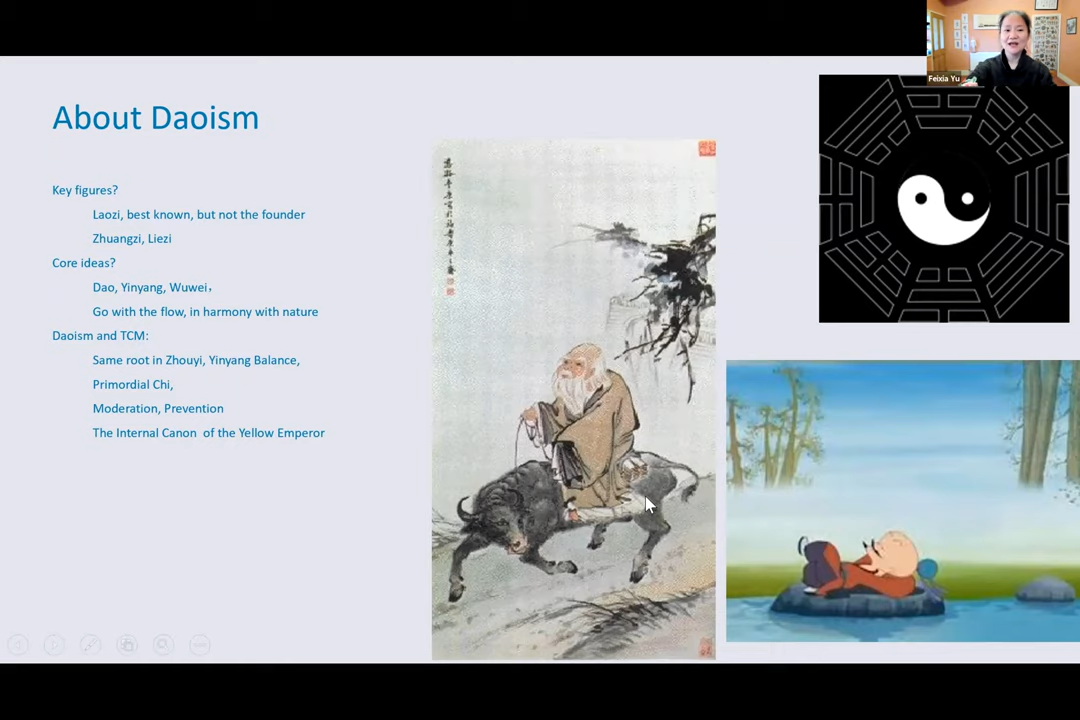 Feixia Yu
About Daoism
Key figures?
Laozi, best known, but not the founder
Zhuangzi, Liezi
Core ideas?
Dao, Yinyang, Wuwei，
Go with the flow, in harmony with nature
Daoism and TCM:
Same root in Zhouyi, Yinyang Balance,
Primordial Chi,
Moderation, Prevention
The Internal Canon  of the Yellow Emperor